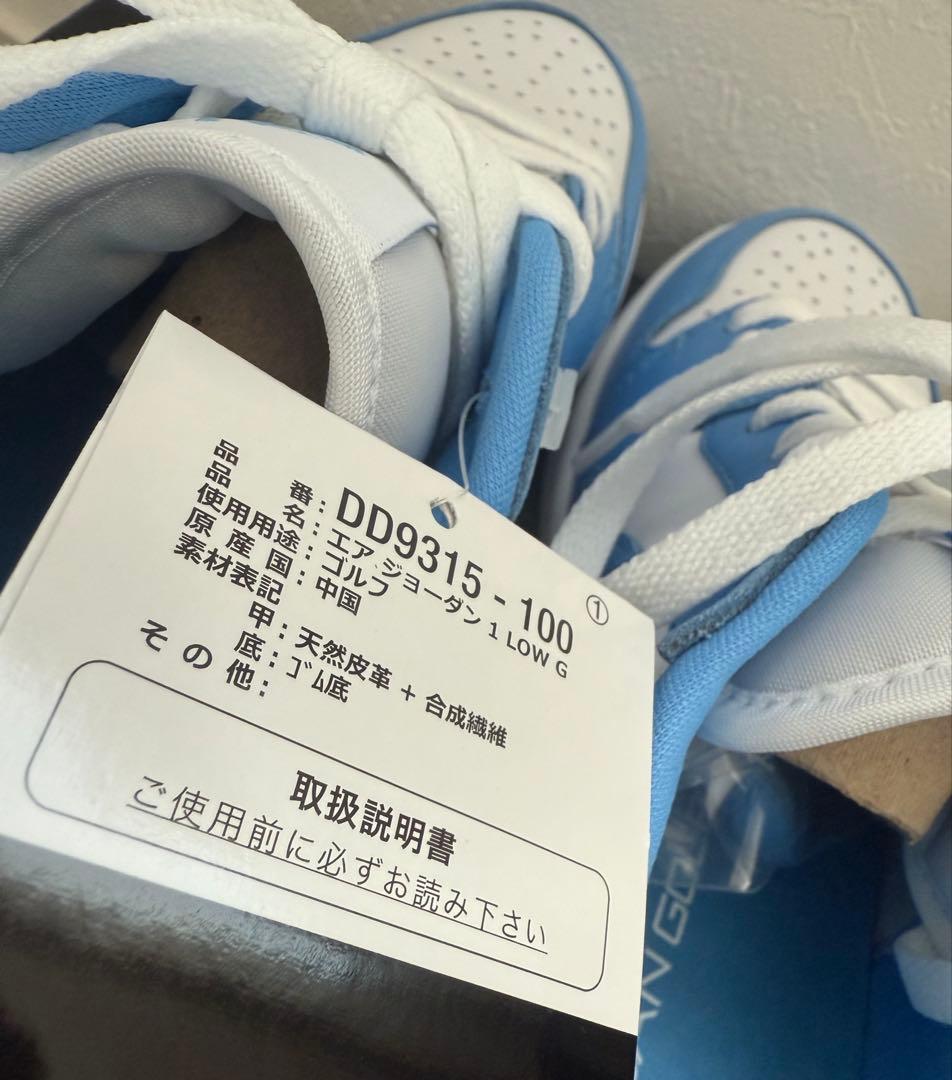 ①
品番：DD9315 - 100
品名：エア ジョーダン 1 LOW G
使用用途：ゴルフ
原産国：中国
素材表記
甲：天然皮革 + 合成繊維
底：ゴム底
その他：
取扱説明書
ご使用前に必ずお読み下さい